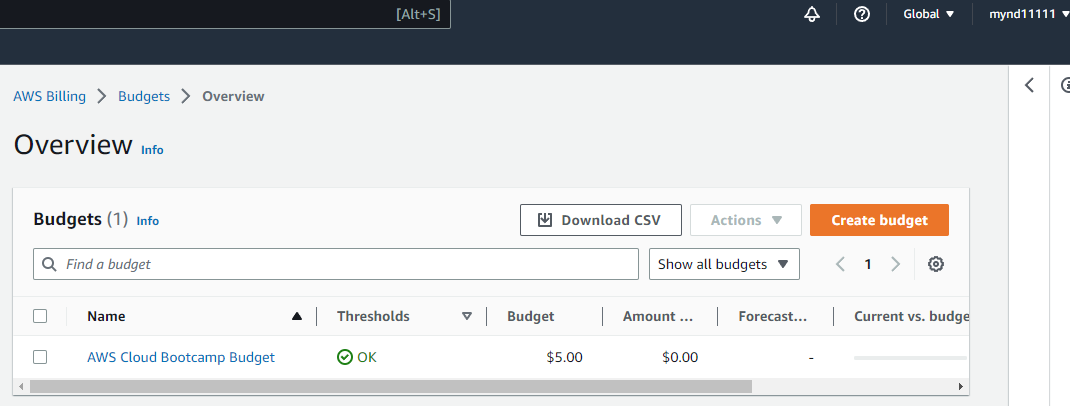 [Alt+S]
Global
mynd11111
AWS Billing
Budgets
Overview
Overview
Info
Budgets (1)
Info
Download CSV
Actions
Create budget
Find a budget
Show all budgets
1
Name
Thresholds
Budget
Amount ...
Forecast...
Current vs. budge
AWS Cloud Bootcamp Budget
OK
$5.00
$0.00
-